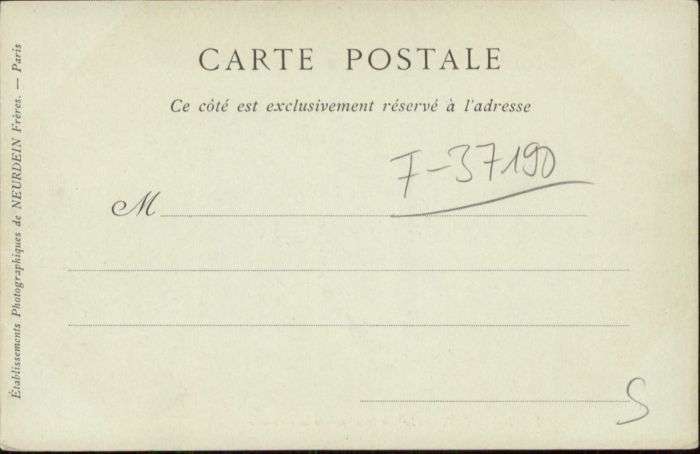 CARTE POSTALE
Ce côté est exclusivement réservé à l'adresse
F-37190
M
S
Établissements Photographiques de NEURDEIN Frères. — Paris